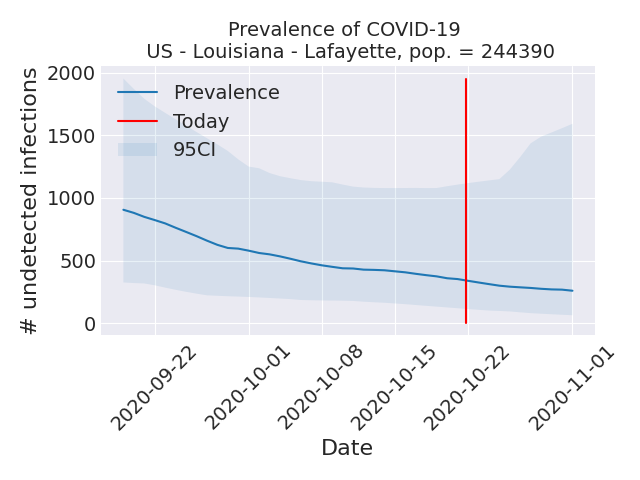 Prevalence of COVID-19
US - Louisiana - Lafayette, pop. = 244390
# undetected infections
2000
1500
1000
500
0
Prevalence
Today
95CI
2020-09-22
2020-10-01
2020-10-08
2020-10-15
2020-10-22
2020-11-01
Date